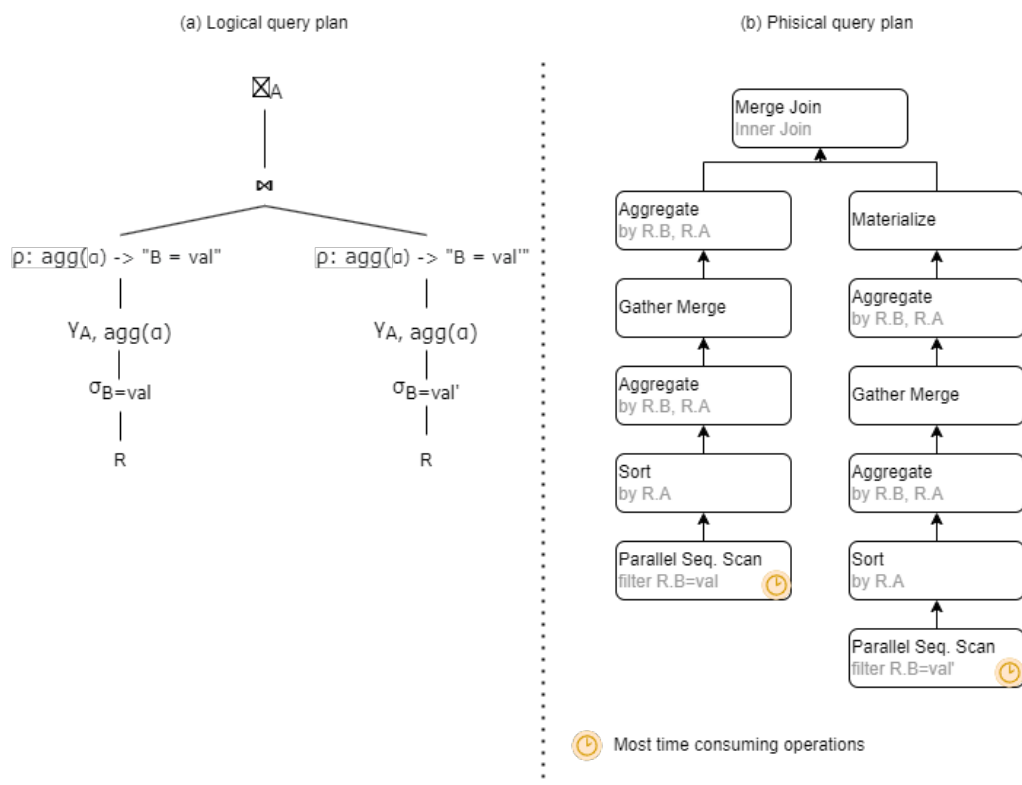 (a) Logical query plan
(b) Phisical query plan
☒A
⋈
ρ: agg(a) -> "B = val"
ρ: agg(a) -> "B = val'"
γA, agg(a)
γA, agg(a)
σB=val
σB=val'
R
R
Merge Join
Inner Join
Aggregate
by R.B, R.A
Gather Merge
Aggregate
by R.B, R.A
Sort
by R.A
Parallel Seq. Scan
filter R.B=val
Materialize
Aggregate
by R.B, R.A
Gather Merge
Aggregate
by R.B, R.A
Sort
by R.A
Parallel Seq. Scan
filter R.B=val'
Most time consuming operations